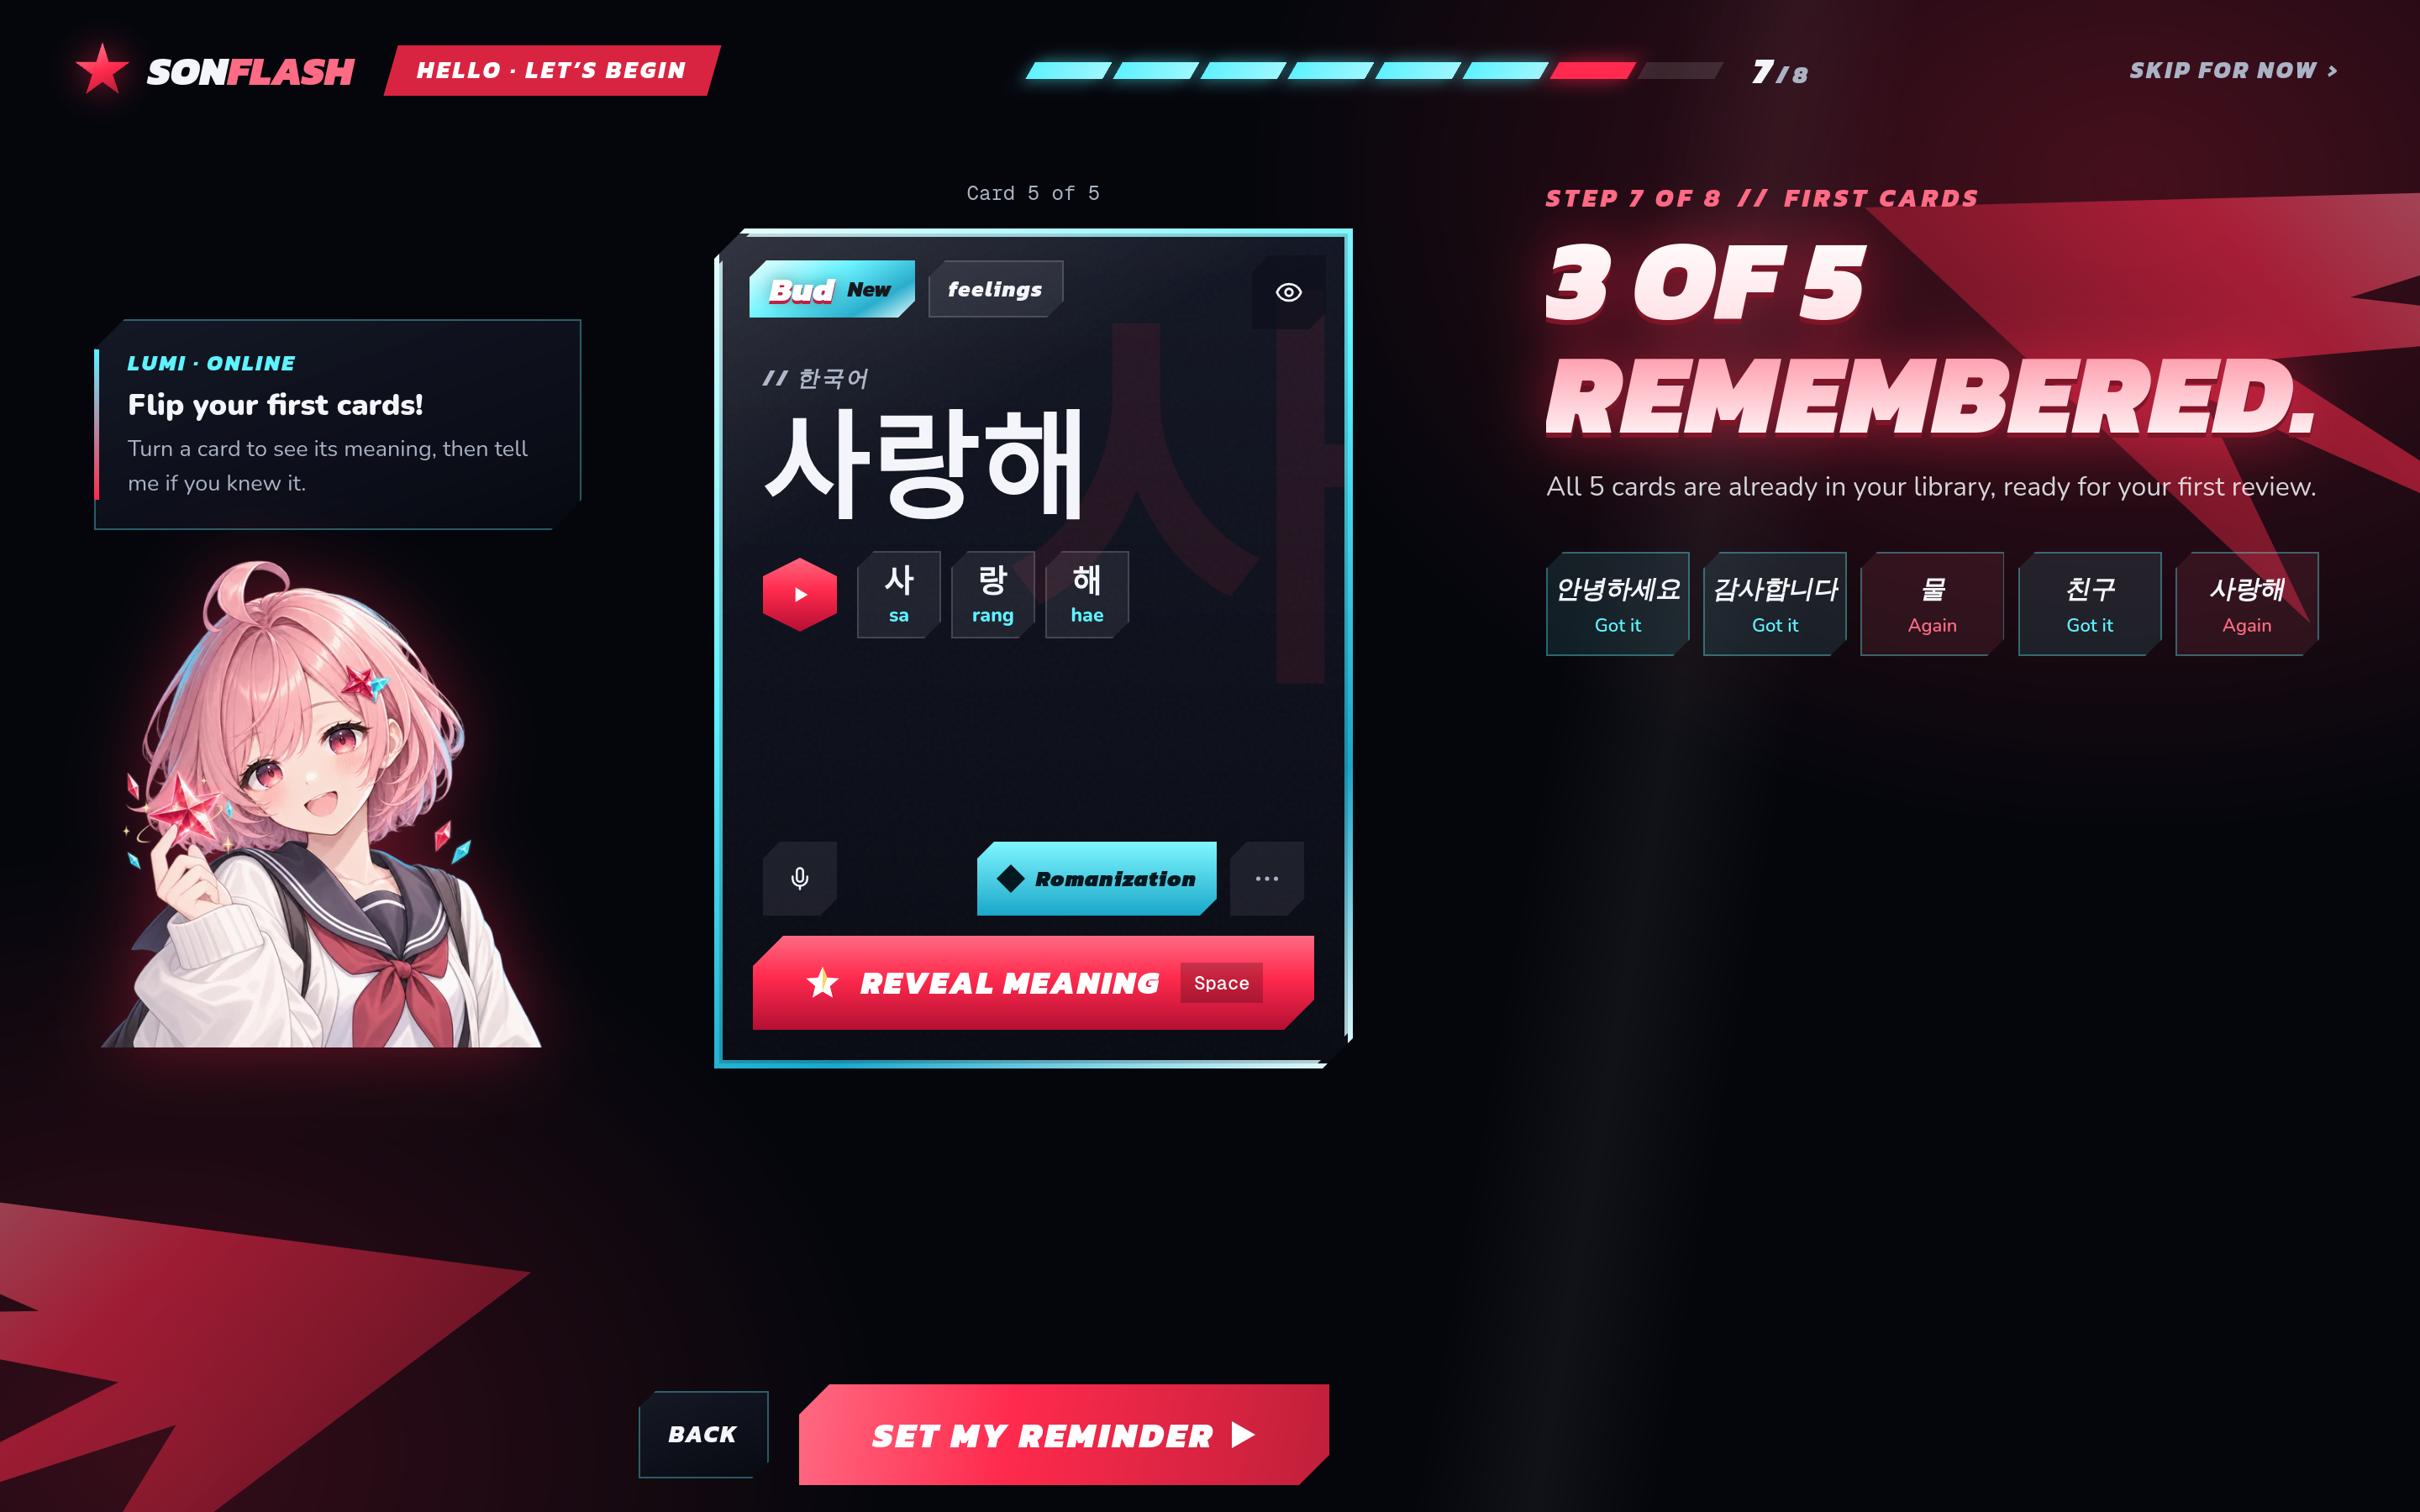 SONFLASH
HELLO · LET’S BEGIN
7/8
SKIP FOR NOW ›
LUMI · ONLINE
Flip your first cards!
Turn a card to see its meaning, then tell
me if you knew it.
Card 5 of 5
Bud New
feelings
// 한국어
사랑해
사 랑 해
sa rang hae
Romanization
REVEAL MEANING Space
STEP 7 OF 8 // FIRST CARDS
3 OF 5
REMEMBERED.
All 5 cards are already in your library, ready for your first review.
안녕하세요
Got it
감사합니다
Got it
물
Again
친구
Got it
사랑해
Again
BACK
SET MY REMINDER